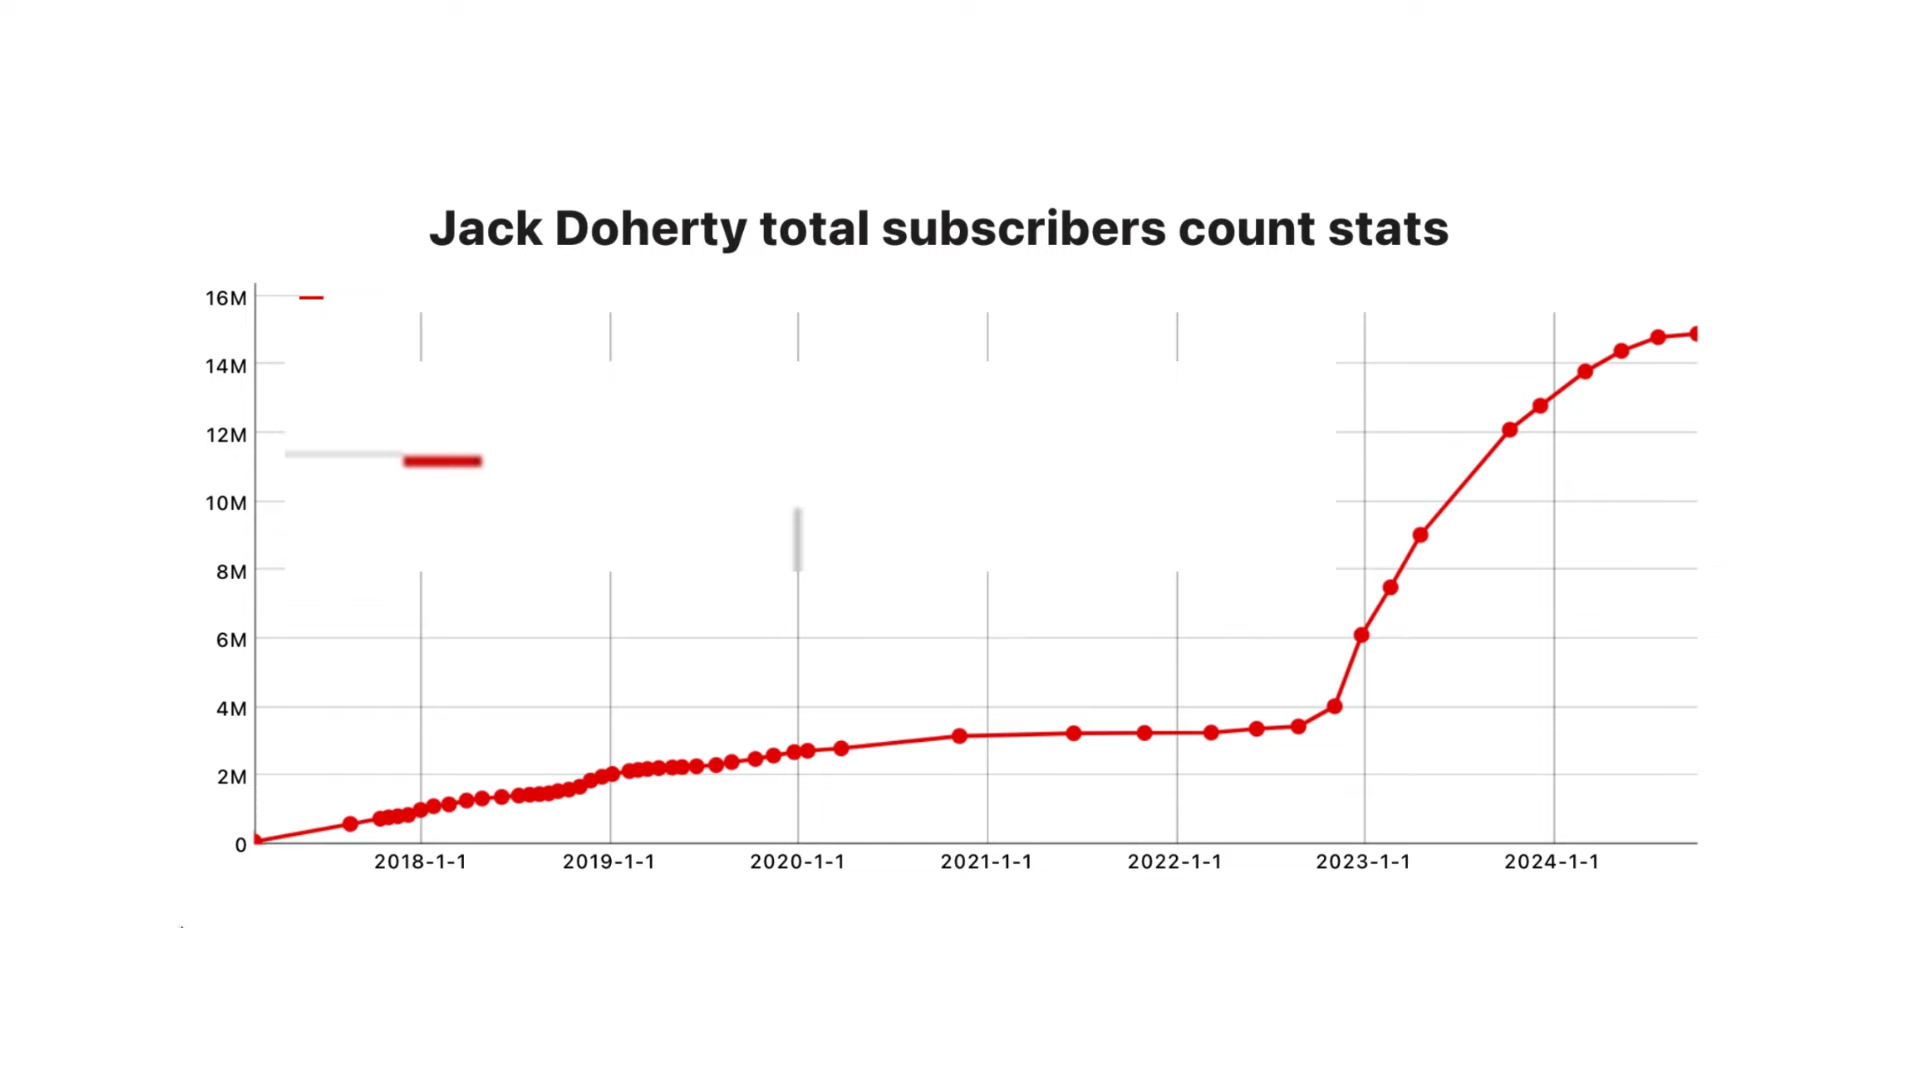 Jack Doherty total subscribers count stats
16M
14M
12M
10M
8M
6M
4M
2M
0
2018-1-1 2019-1-1 2020-1-1 2021-1-1 2022-1-1 2023-1-1 2024-1-1